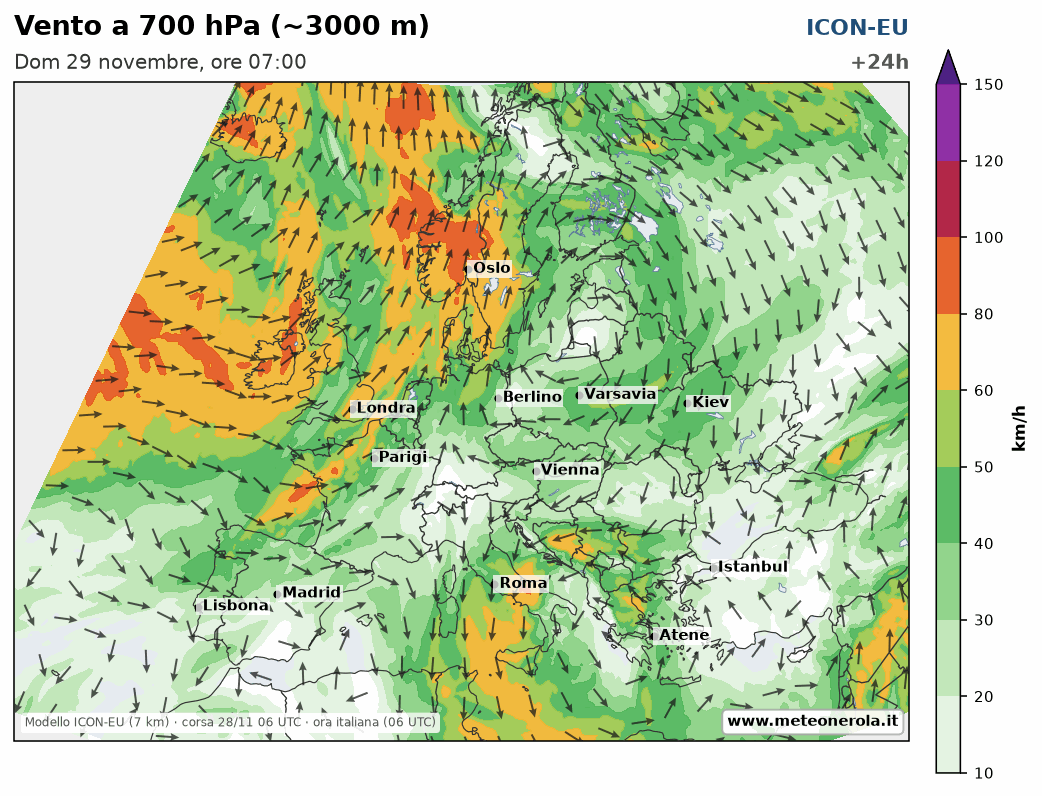 Vento a 700 hPa (~3000 m)
ICON-EU
Dom 29 novembre, ore 07:00
+24h
150
120
100
80
60
50
40
30
20
10
km/h
Oslo
Londra
Berlino
Varsavia
Kiev
Parigi
Vienna
Istanbul
Roma
Madrid
Lisbona
Atene
Modello ICON-EU (7 km) · corsa 28/11 06 UTC · ora italiana (06 UTC)
www.meteonerola.it